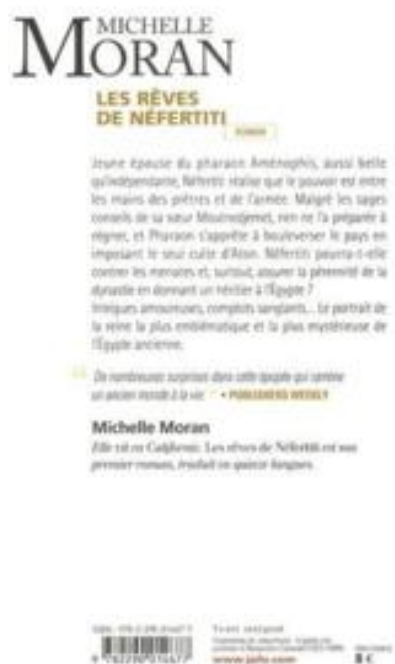 MICHELLE
MORAN
LES RÊVES
DE NÉFERTITI
ROMAN
Jeune épouse du pharaon Aménophis, aussi belle
qu'indépendante, Néfertiti réalise que le pouvoir est entre
les mains des prêtres et de l'armée. Malgré les sages
conseils de sa sœur Moutnedjemet, rien ne l'a préparée à
régner, et Pharaon s'apprête à bouleverser le pays en
imposant le seul culte d'Aton. Néfertiti pourra-t-elle
contrer les menaces et, surtout, assurer la pérennité de la
dynastie en donnant un héritier à l'Égypte ?
Intrigues amoureuses, complots sanglants... Le portrait de
la reine la plus emblématique et la plus mystérieuse de
l'Égypte ancienne.
“ De nombreuses surprises dans cette épopée qui ramène
un ancien monde à la vie. ” • PUBLISHERS WEEKLY
Michelle Moran
Elle vit en Californie. Les rêves de Néfertiti est son
premier roman, traduit en quinze langues.
Texte intégral
www.jailu.com
8 €